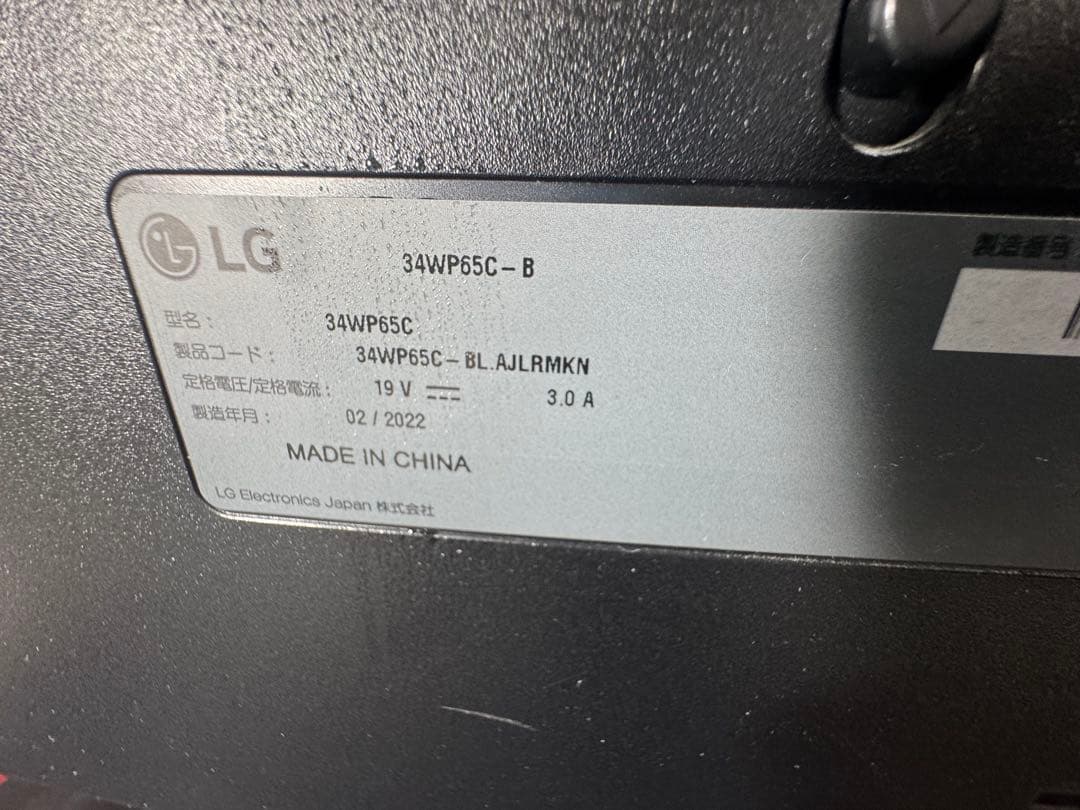 LG
34WP65C-B
製造番号
型名: 34WP65C
製品コード: 34WP65C-BL.AJLRMKN
定格電圧/定格電流: 19 V ⎓ 3.0 A
製造年月: 02 / 2022
MADE IN CHINA
LG Electronics Japan 株式会社